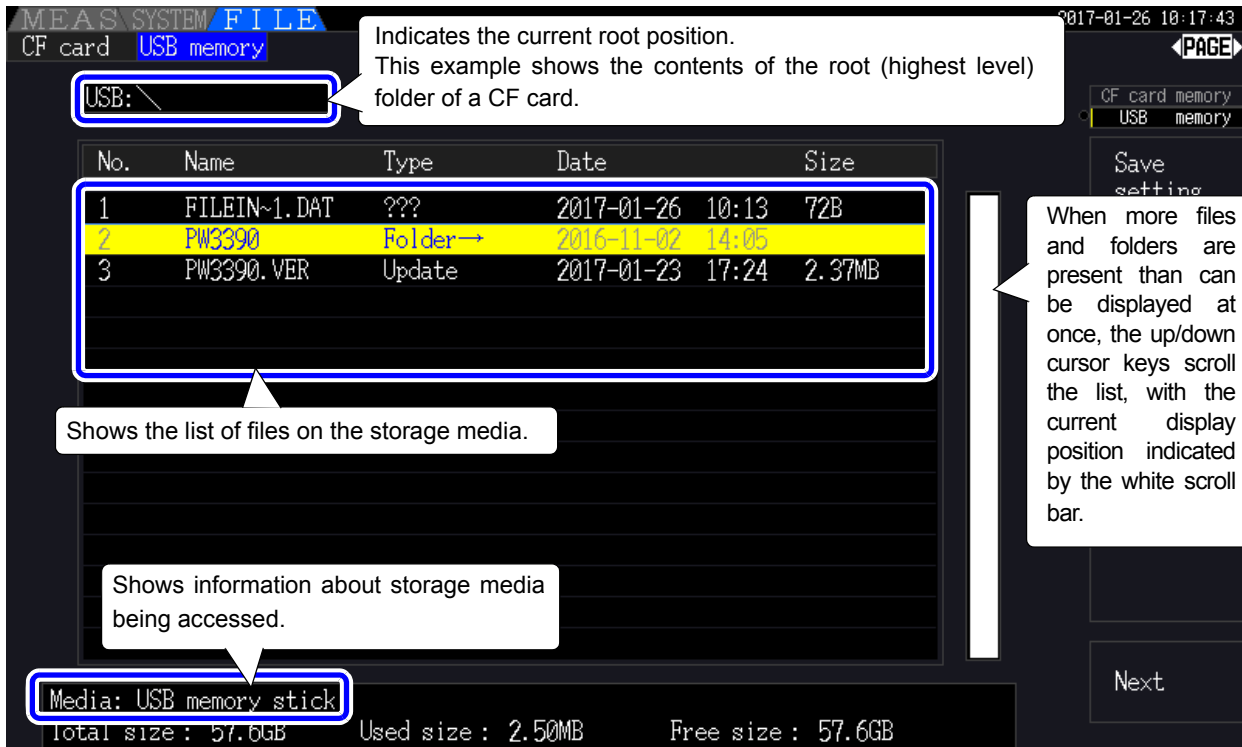 MEAS SYSTEM FILE 2017-01-26 10:17:43
CF card USB memory
PAGE
Indicates the current root position.
This example shows the contents of the root (highest level)
folder of a CF card.
USB:\
CF card memory
USB memory
No. Name Type Date Size
1 FILEIN~1.DAT ??? 2017-01-26 10:13 72B
2 PW3390 Folder→ 2016-11-02 14:05
3 PW3390.VER Update 2017-01-23 17:24 2.37MB
Save
setting
When more files
and folders are
present than can
be displayed at
once, the up/down
cursor keys scroll
the list, with the
current display
position indicated
by the white scroll
bar.
Shows the list of files on the storage media.
Shows information about storage media
being accessed.
Media: USB memory stick
Total size: 57.6GB Used size: 2.50MB Free size: 57.6GB
Next